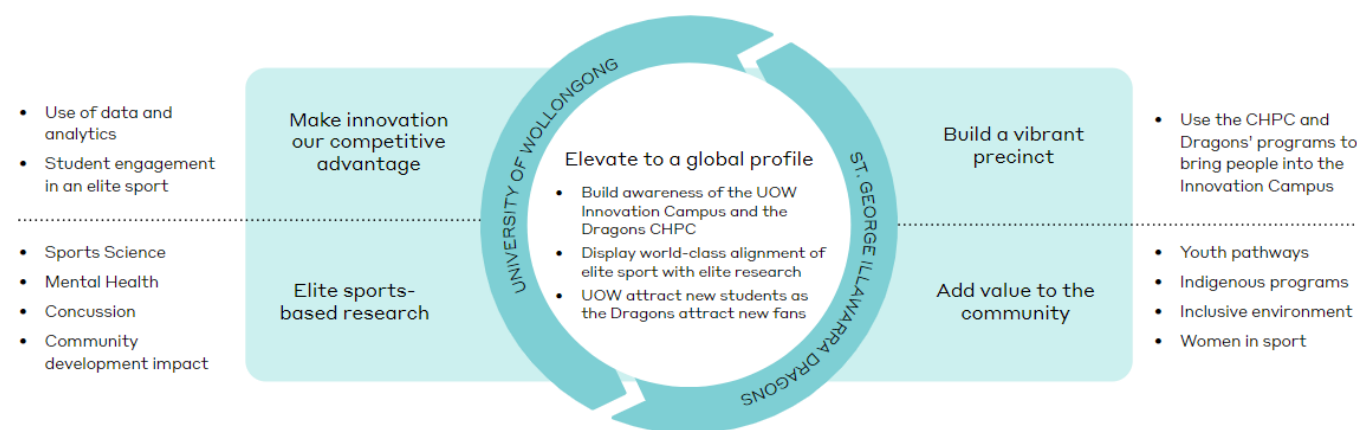 • Use of data and
analytics
• Student engagement
in an elite sport
Make innovation
our competitive
advantage
• Sports Science
• Mental Health
• Concussion
• Community
development impact
Elite sports-
based research
UNIVERSITY OF WOLLONGONG
Elevate to a global profile
• Build awareness of the UOW
Innovation Campus and the
Dragons CHPC
• Display world-class alignment of
elite sport with elite research
• UOW attract new students as
the Dragons attract new fans
ST. GEORGE ILLAWARRA DRAGONS
Build a vibrant
precinct
• Use the CHPC and
Dragons' programs to
bring people into the
Innovation Campus
Add value to the
community
• Youth pathways
• Indigenous programs
• Inclusive environment
• Women in sport